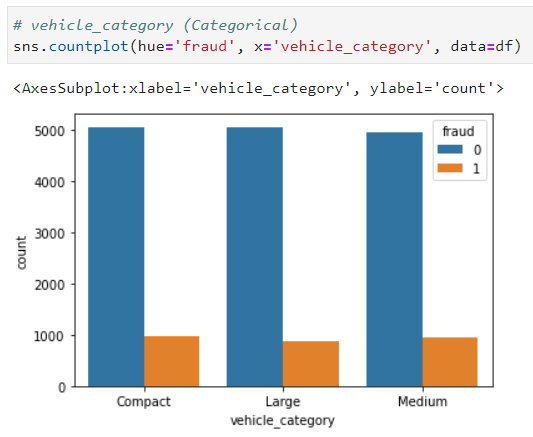 # vehicle_category (Categorical)
sns.countplot(hue='fraud', x='vehicle_category', data=df)
<AxesSubplot:xlabel='vehicle_category', ylabel='count'>
5000
4000
3000
2000
1000
0
count
fraud
0
1
Compact
Large
Medium
vehicle_category